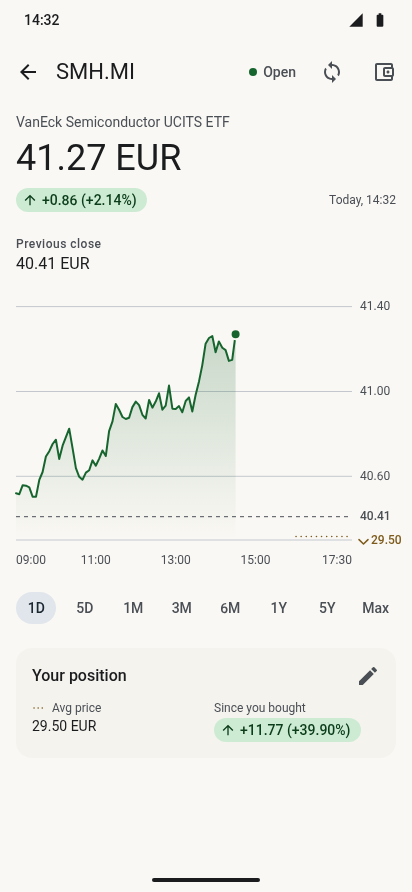 14:32
SMH.MI
Open
VanEck Semiconductor UCITS ETF
41.27 EUR
+0.86 (+2.14%)
Today, 14:32
Previous close
40.41 EUR
41.40
41.00
40.60
40.41
29.50
09:00 11:00 13:00 15:00 17:30
1D 5D 1M 3M 6M 1Y 5Y Max
Your position
Avg price
29.50 EUR
Since you bought
+11.77 (+39.90%)